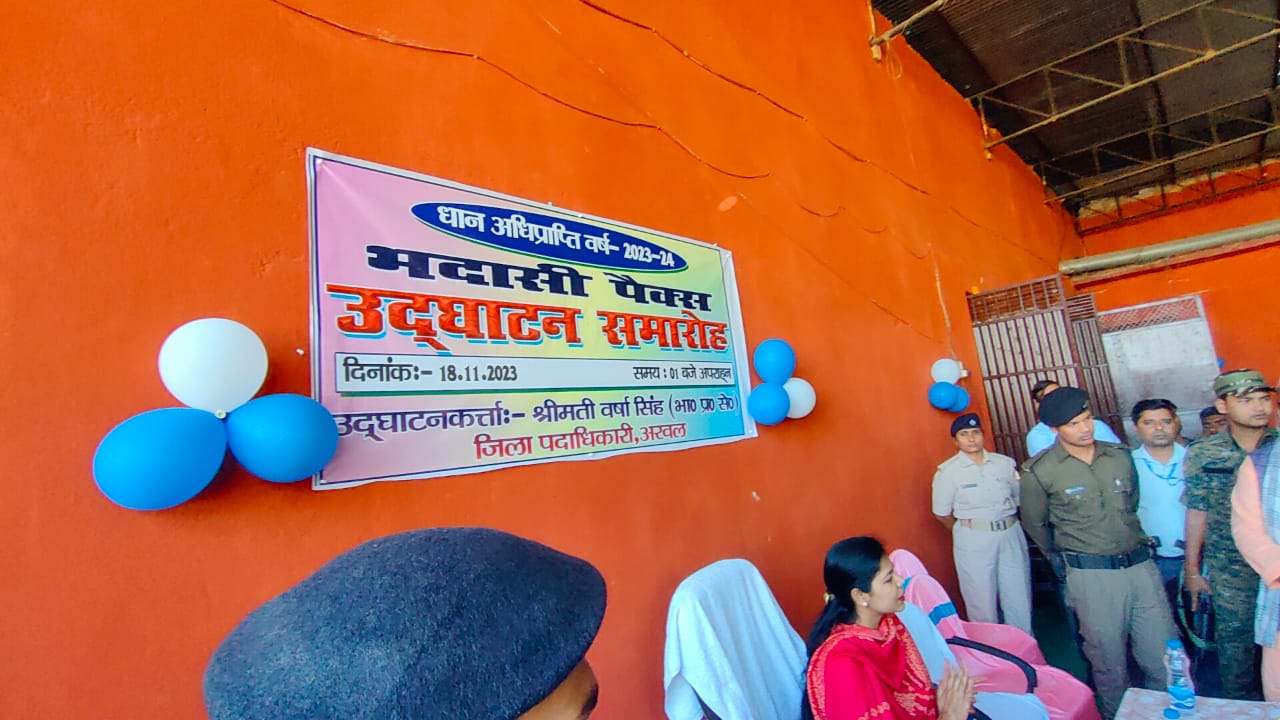 धान अधिप्राप्ति वर्ष- 2023-24
भदासी पैक्स
उद्घाटन समारोह
दिनांक:- 18.11.2023 समय : 01 बजे अपराह्न
उद्घाटनकर्त्ता:- श्रीमती वर्षा सिंह (भा० प्र० से०)
जिला पदाधिकारी, अरवल